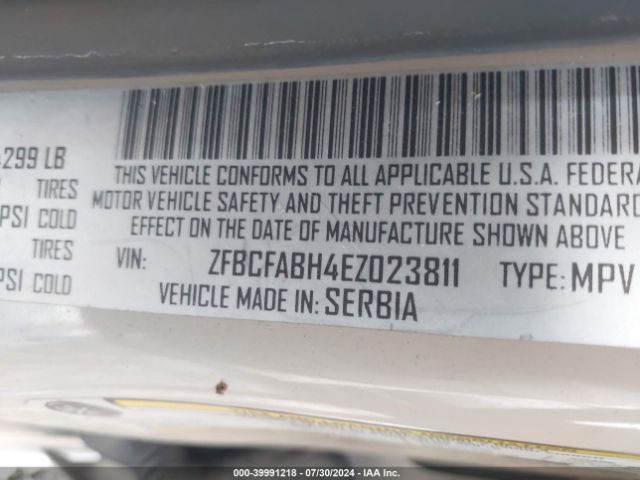 299 LB
THIS VEHICLE CONFORMS TO ALL APPLICABLE U.S.A. FEDERA
TIRES
MOTOR VEHICLE SAFETY AND THEFT PREVENTION STANDARD
PSI COLD
EFFECT ON THE DATE OF MANUFACTURE SHOWN ABOVE
TIRES
VIN: ZFBCFABH4EZ023811 TYPE: MPV
PSI COLD
VEHICLE MADE IN: SERBIA
000-39991218 | 07/30/2024 | IAA Inc.